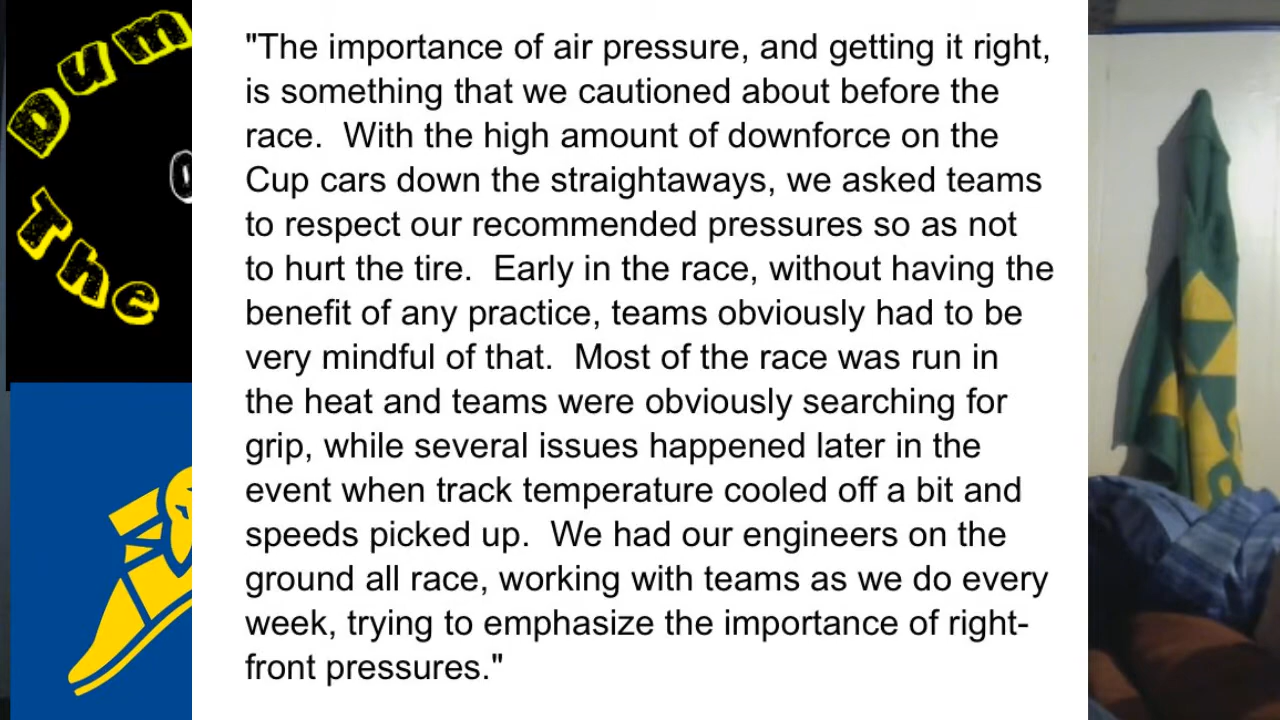 Dum
The
"The importance of air pressure, and getting it right,
is something that we cautioned about before the
race.  With the high amount of downforce on the
Cup cars down the straightaways, we asked teams
to respect our recommended pressures so as not
to hurt the tire.  Early in the race, without having the
benefit of any practice, teams obviously had to be
very mindful of that.  Most of the race was run in
the heat and teams were obviously searching for
grip, while several issues happened later in the
event when track temperature cooled off a bit and
speeds picked up.  We had our engineers on the
ground all race, working with teams as we do every
week, trying to emphasize the importance of right-
front pressures."